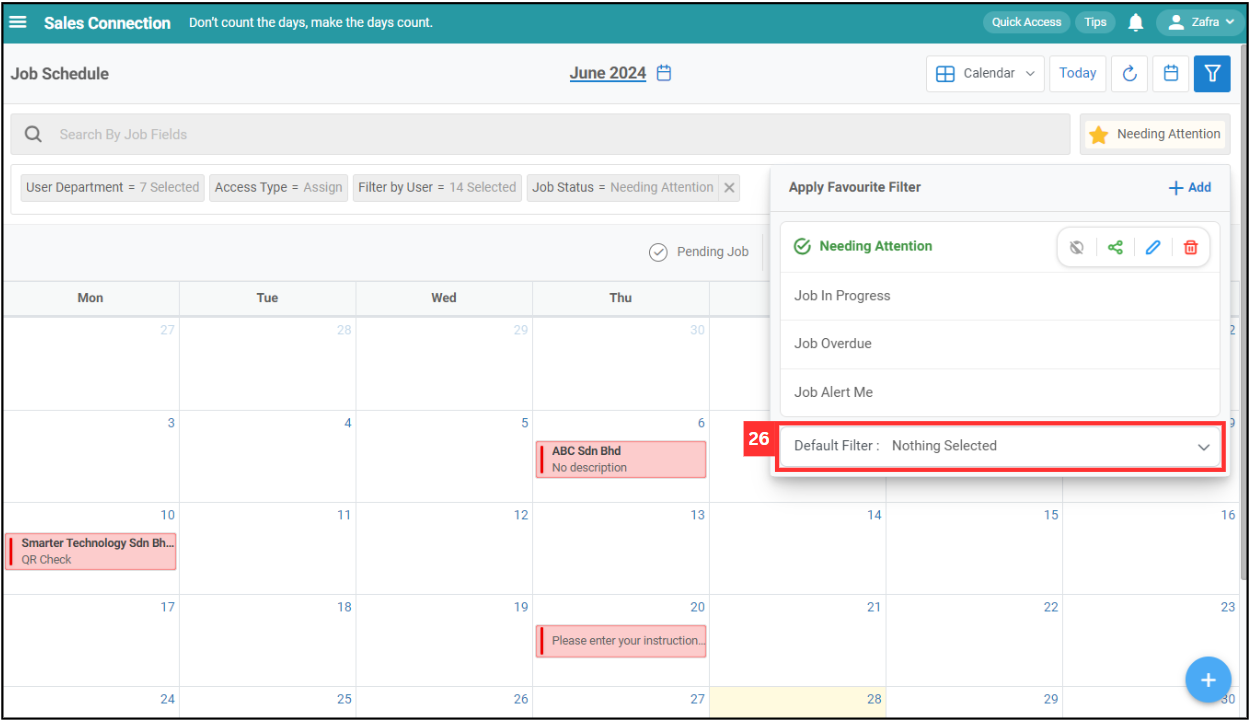 Sales Connection Don't count the days, make the days count. Quick Access Tips Zafra
Job Schedule June 2024 Calendar Today
Search By Job Fields Needing Attention
User Department = 7 Selected Access Type = Assign Filter by User = 14 Selected Job Status = Needing Attention
Apply Favourite Filter + Add
Needing Attention
Pending Job
Job In Progress
Job Overdue
Job Alert Me
26 Default Filter : Nothing Selected
Mon Tue Wed Thu
27 28 29 30 2
3 4 5 6 9
ABC Sdn Bhd
No description
10 11 12 13 14 15 16
Smarter Technology Sdn Bh...
QR Check
17 18 19 20 21 22 23
Please enter your instruction...
24 25 26 27 28 29 30